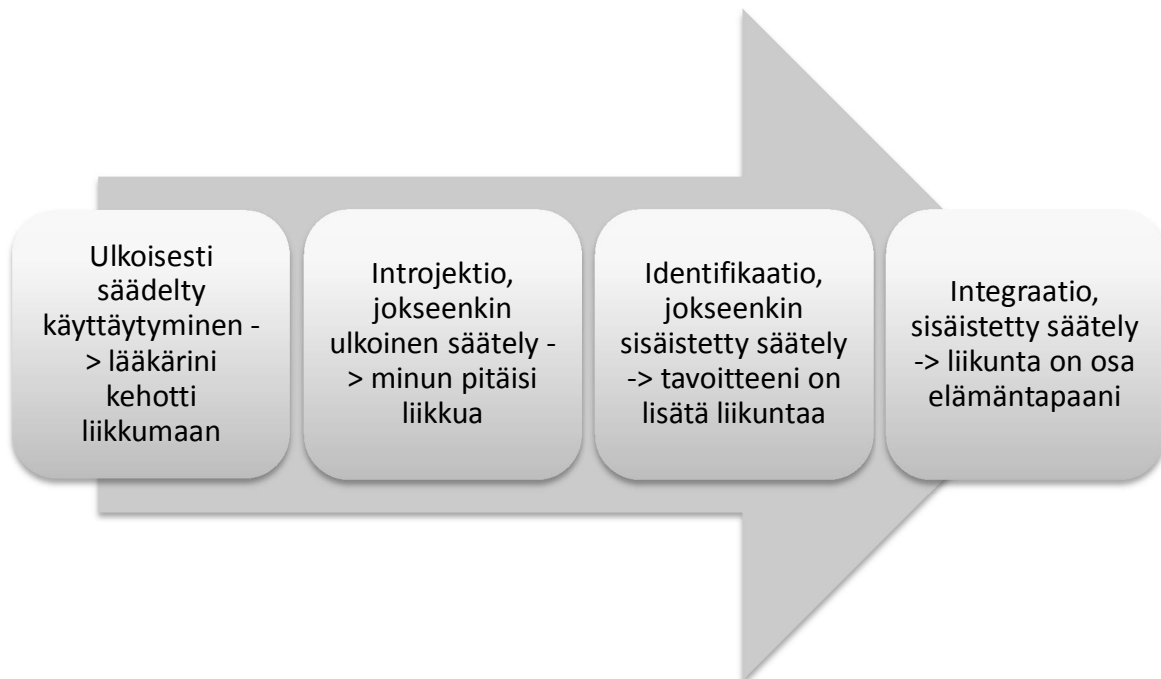 Ulkoisesti
säädelty
käyttäytyminen -
> lääkärini
kehotti
liikkumaan
Introjektio,
jokseenkin
ulkoinen säätely -
> minun pitäisi
liikkua
Identifikaatio,
jokseenkin
sisäistetty säätely
-> tavoitteeni on
lisätä liikuntaa
Integraatio,
sisäistetty säätely
-> liikunta on osa
elämäntapaani